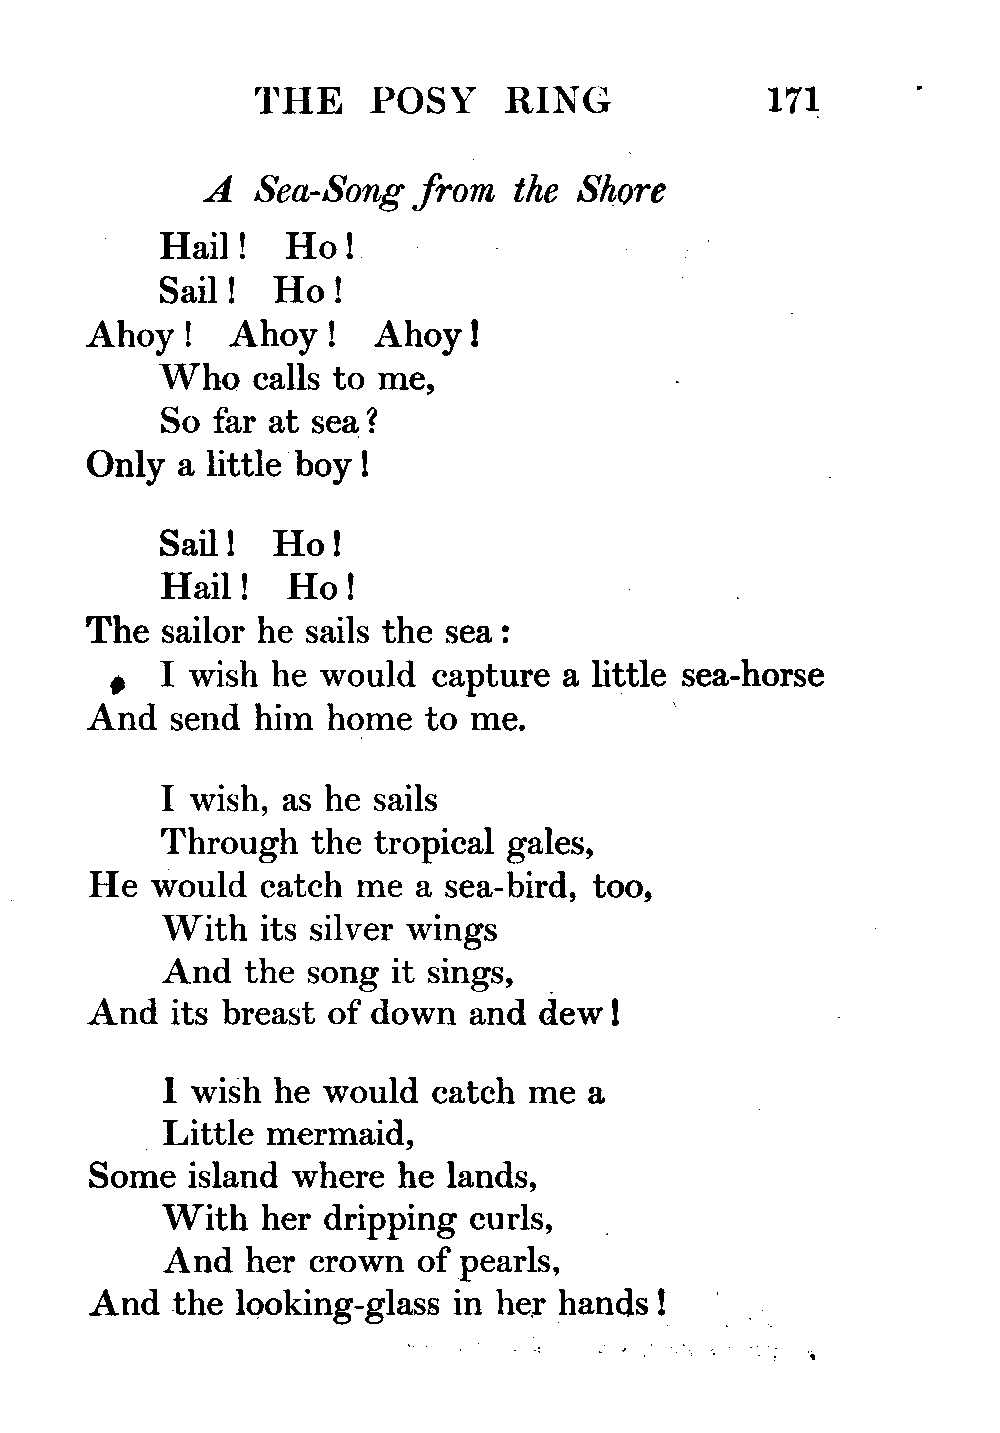 THE POSY RING 171
A Sea-Song from the Shore
Hail! Ho!
Sail! Ho!
Ahoy! Ahoy! Ahoy!
Who calls to me,
So far at sea?
Only a little boy!
Sail! Ho!
Hail! Ho!
The sailor he sails the sea:
I wish he would capture a little sea-horse
And send him home to me.
I wish, as he sails
Through the tropical gales,
He would catch me a sea-bird, too,
With its silver wings
And the song it sings,
And its breast of down and dew!
I wish he would catch me a
Little mermaid,
Some island where he lands,
With her dripping curls,
And her crown of pearls,
And the looking-glass in her hands!